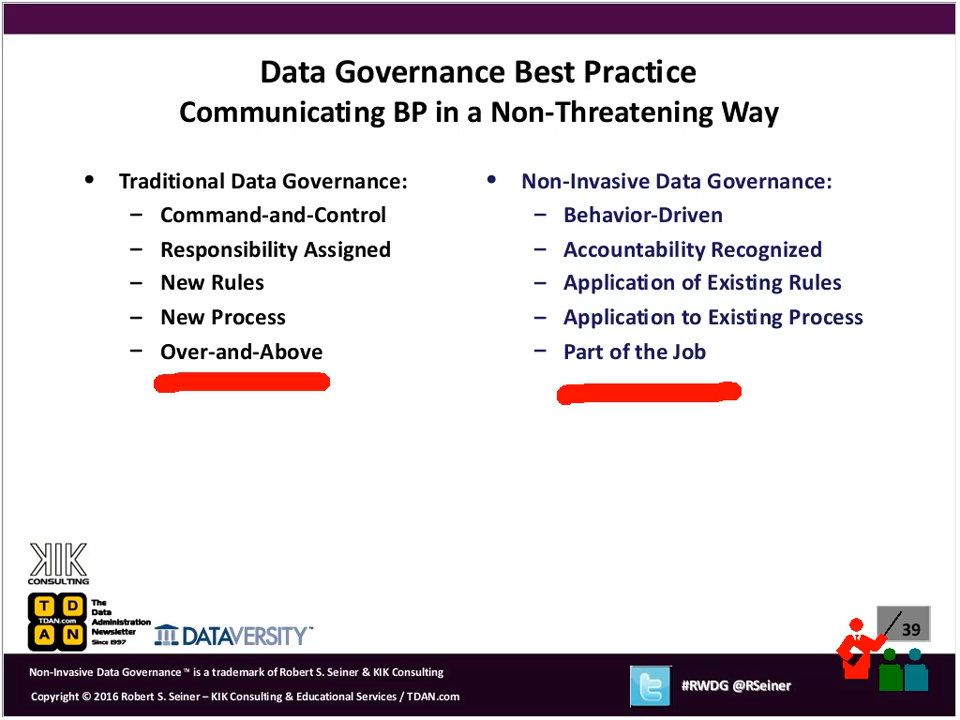 Data Governance Best Practice
Communicating BP in a Non-Threatening Way
• Traditional Data Governance:
– Command-and-Control
– Responsibility Assigned
– New Rules
– New Process
– Over-and-Above
• Non-Invasive Data Governance:
– Behavior-Driven
– Accountability Recognized
– Application of Existing Rules
– Application to Existing Process
– Part of the Job
KIK
CONSULTING
T D
TDAN.com
A N
The
Data
Administration
Newsletter
Since 1997
DATAVERSITY™
39
Non-Invasive Data Governance™ is a trademark of Robert S. Seiner & KIK Consulting
Copyright © 2016 Robert S. Seiner – KIK Consulting & Educational Services / TDAN.com
#RWDG @RSeiner